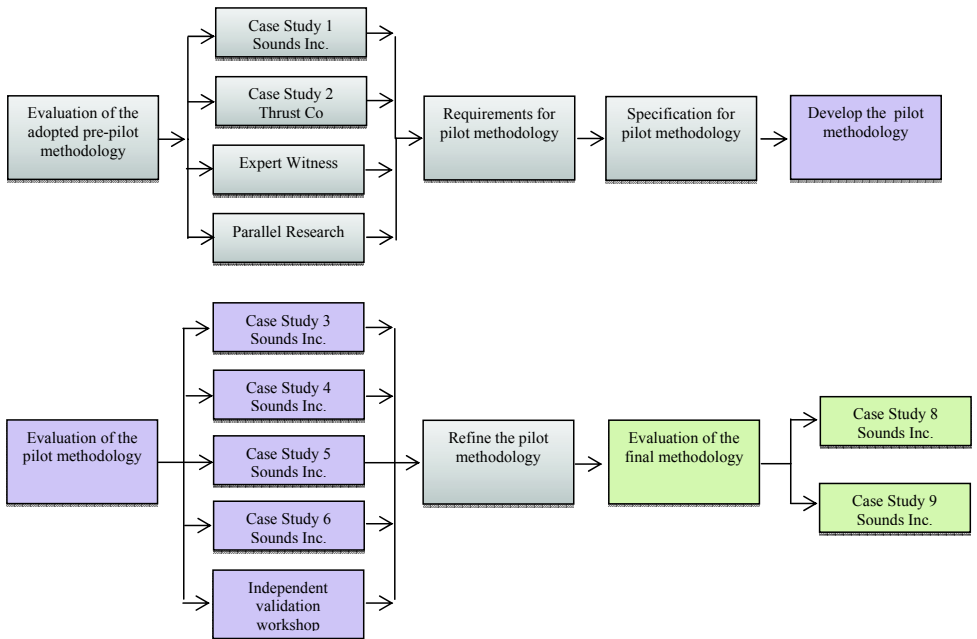 Evaluation of the
adopted pre-pilot
methodology
Case Study 1
Sounds Inc.
Case Study 2
Thrust Co
Expert Witness
Parallel Research
Requirements for
pilot methodology
Specification for
pilot methodology
Develop the pilot
methodology
Evaluation of the
pilot methodology
Case Study 3
Sounds Inc.
Case Study 4
Sounds Inc.
Case Study 5
Sounds Inc.
Case Study 6
Sounds Inc.
Independent
validation
workshop
Refine the pilot
methodology
Evaluation of the
final methodology
Case Study 8
Sounds Inc.
Case Study 9
Sounds Inc.